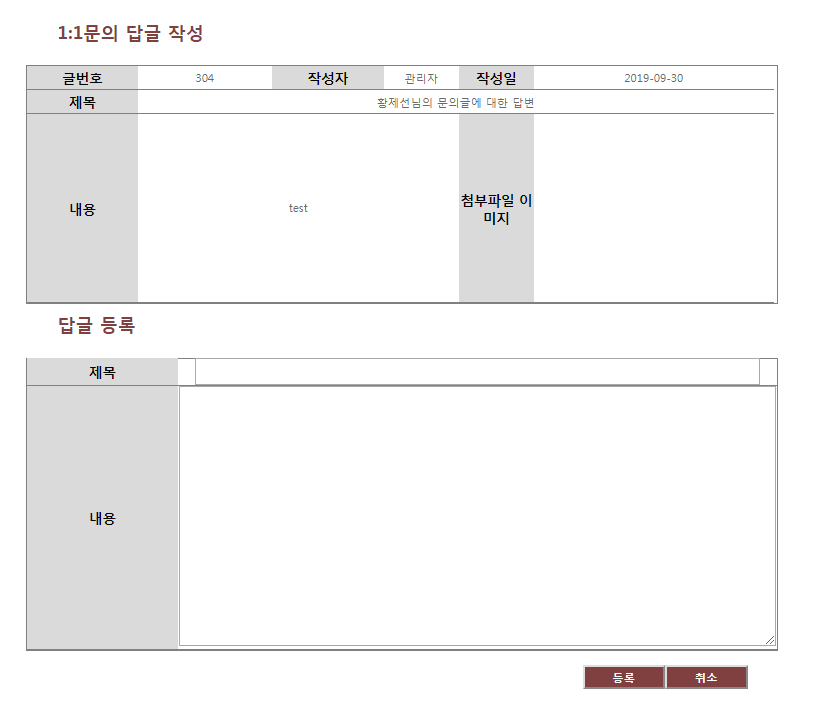 1:1문의 답글 작성
글번호 304 작성자 관리자 작성일 2019-09-30
제목 황제선님의 문의글에 대한 답변
내용 test 첨부파일 이
미지
답글 등록
제목
내용
등록 취소